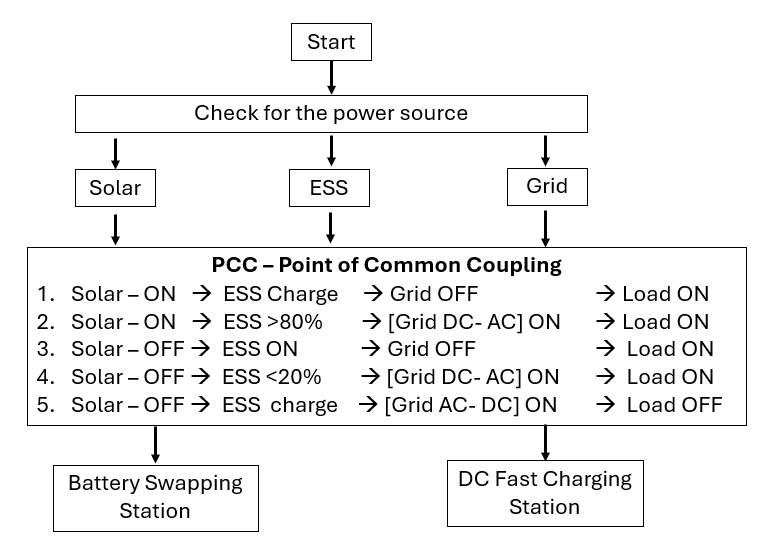 Start
Check for the power source
Solar
ESS
Grid
PCC – Point of Common Coupling
1. Solar – ON → ESS Charge → Grid OFF → Load ON
2. Solar – ON → ESS >80% → [Grid DC- AC] ON → Load ON
3. Solar – OFF → ESS ON → Grid OFF → Load ON
4. Solar – OFF → ESS <20% → [Grid DC- AC] ON → Load ON
5. Solar – OFF → ESS charge → [Grid AC- DC] ON → Load OFF
Battery Swapping
Station
DC Fast Charging
Station